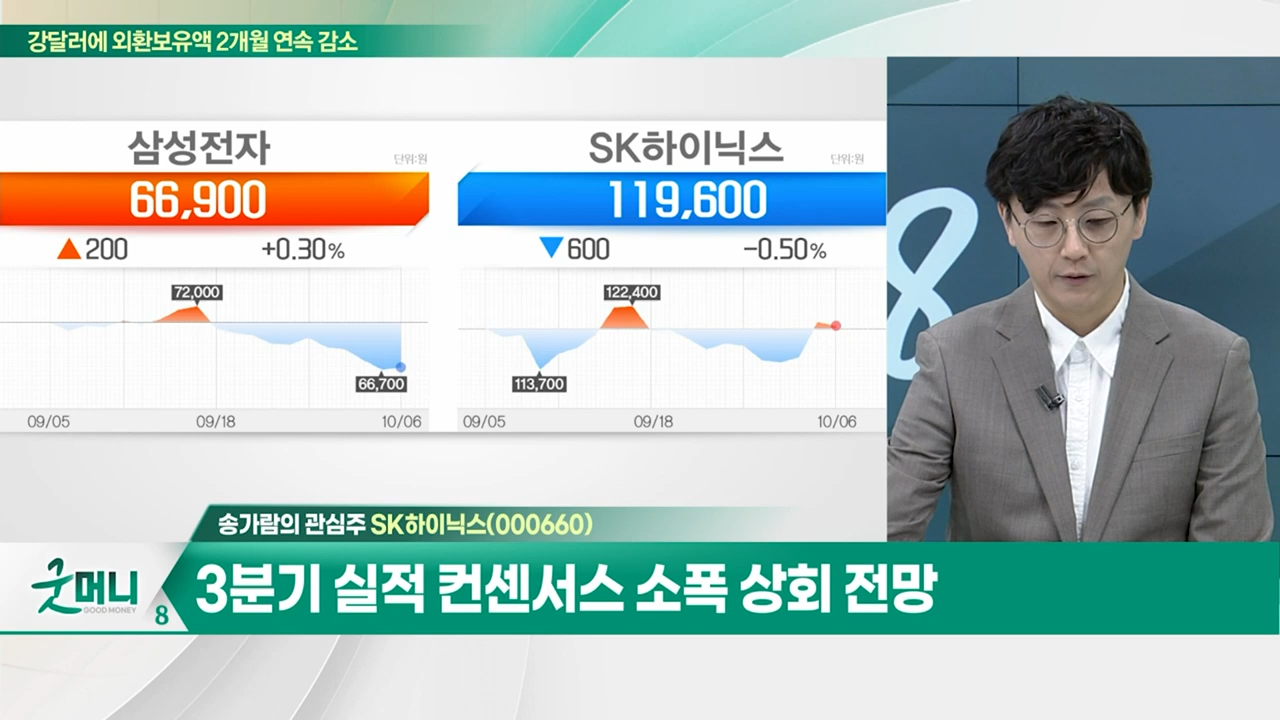 강달러에 외환보유액 2개월 연속 감소
삼성전자
단위:원
66,900
▲200 +0.30%
72,000
66,700
09/05 09/18 10/06
SK하이닉스
단위:원
119,600
▼600 -0.50%
122,400
113,700
09/05 09/18 10/06
8
송가람의 관심주 SK하이닉스(000660)
굿머니
GOOD MONEY
8
3분기 실적 컨센서스 소폭 상회 전망